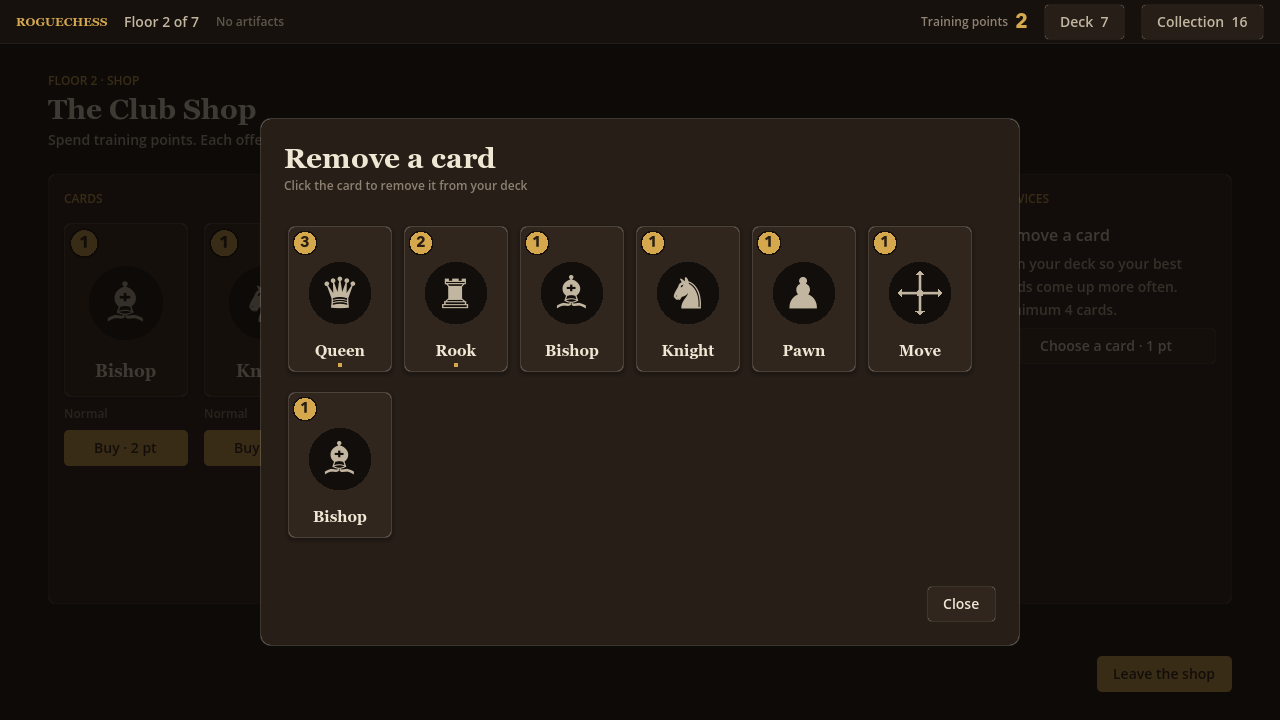 ROGUECHESS Floor 2 of 7 No artifacts Training points 2 Deck 7 Collection 16
FLOOR 2 · SHOP
The Club Shop
Spend training points. Each offe
Remove a card
Click the card to remove it from your deck
CARDS
1
Bishop
Normal
Buy · 2 pt
1
Kn
Normal
Buy
3
Queen
2
Rook
1
Bishop
1
Knight
1
Pawn
1
Move
1
Bishop
Close
VICES
move a card
n your deck so your best
ds come up more often.
nimum 4 cards.
Choose a card · 1 pt
Leave the shop